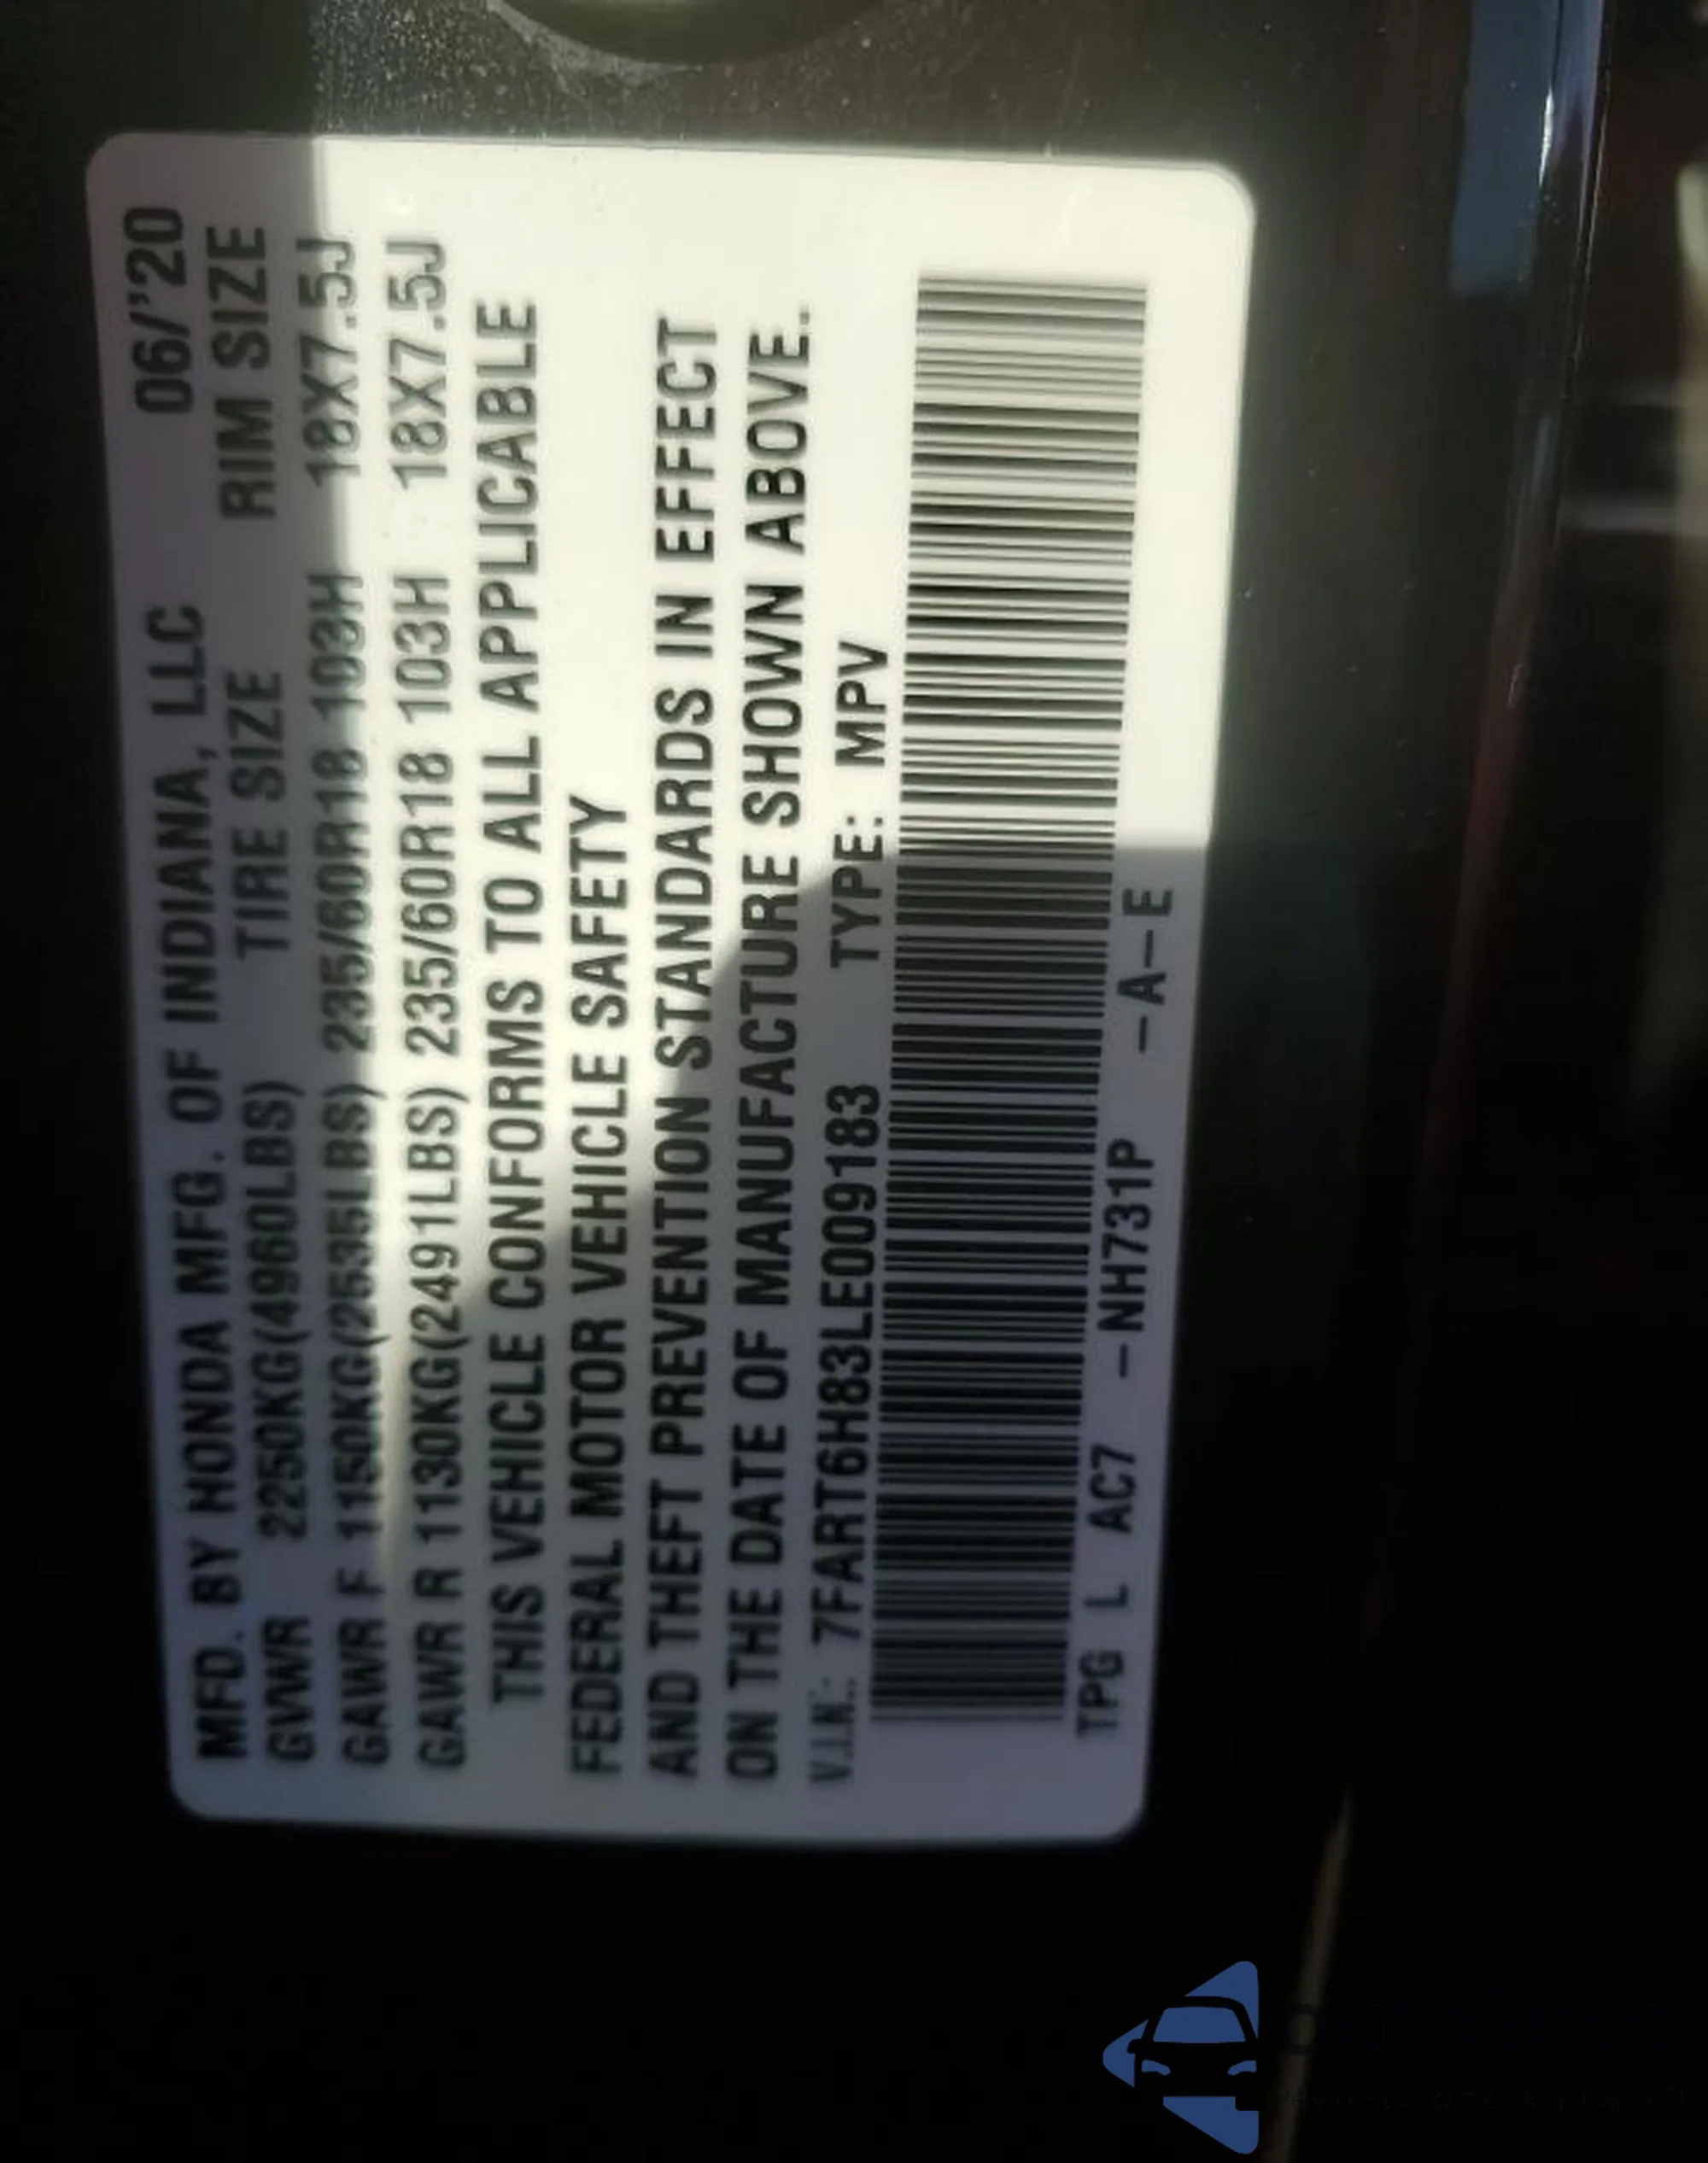 MFD. BY HONDA MFG. OF INDIANA, LLC 06/'20
GVWR 2250KG(4960LBS) TIRE SIZE RIM SIZE
GAWR F 1150KG(2535LBS) 235/60R18 103H 18X7.5J
GAWR R 1130KG(2491LBS) 235/60R18 103H 18X7.5J
THIS VEHICLE CONFORMS TO ALL APPLICABLE
FEDERAL MOTOR VEHICLE SAFETY
AND THEFT PREVENTION STANDARDS IN EFFECT
ON THE DATE OF MANUFACTURE SHOWN ABOVE.
V.I.N.: 7FART6H83LE009183 TYPE: MPV
TPG L AC7 -NH731P -A-E